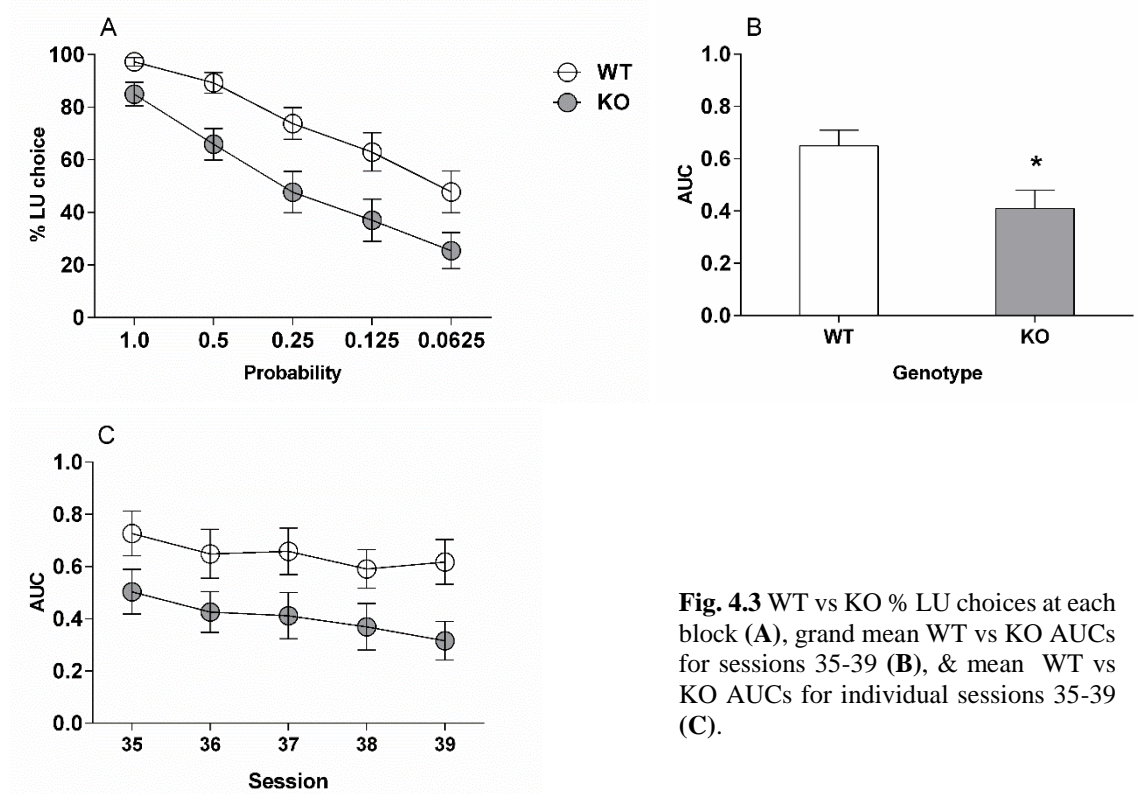 A
100
80
60
40
20
0
% LU choice
1.0 0.5 0.25 0.125 0.0625
Probability
WT
KO
B
1.0
0.8
0.6
0.4
0.2
0.0
AUC
*
WT KO
Genotype
C
1.0
0.8
0.6
0.4
0.2
0.0
AUC
35 36 37 38 39
Session
Fig. 4.3 WT vs KO % LU choices at each
block (A), grand mean WT vs KO AUCs
for sessions 35-39 (B), & mean WT vs
KO AUCs for individual sessions 35-39
(C).